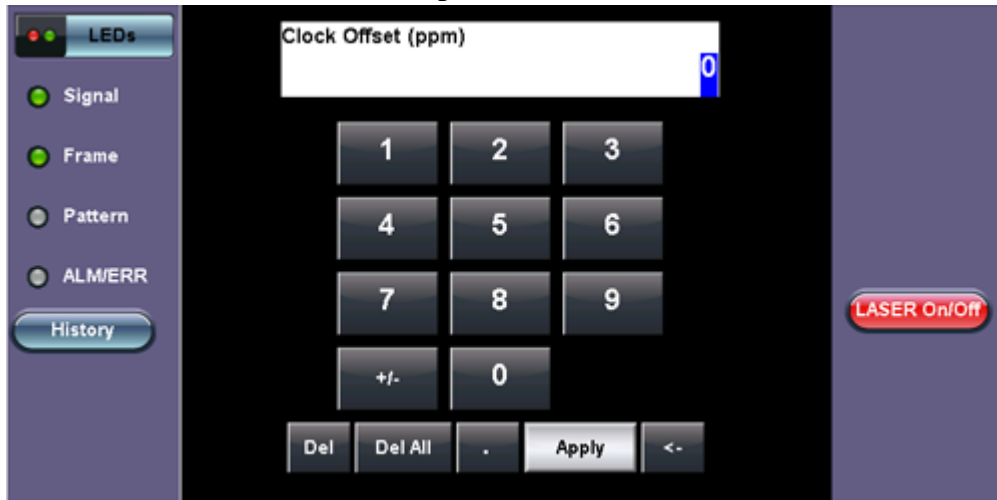 LEDs
Signal
Frame
Pattern
ALM/ERR
History
Clock Offset (ppm)
0
1 2 3
4 5 6
7 8 9
+/- 0
Del Del All . Apply <-
LASER On/Off